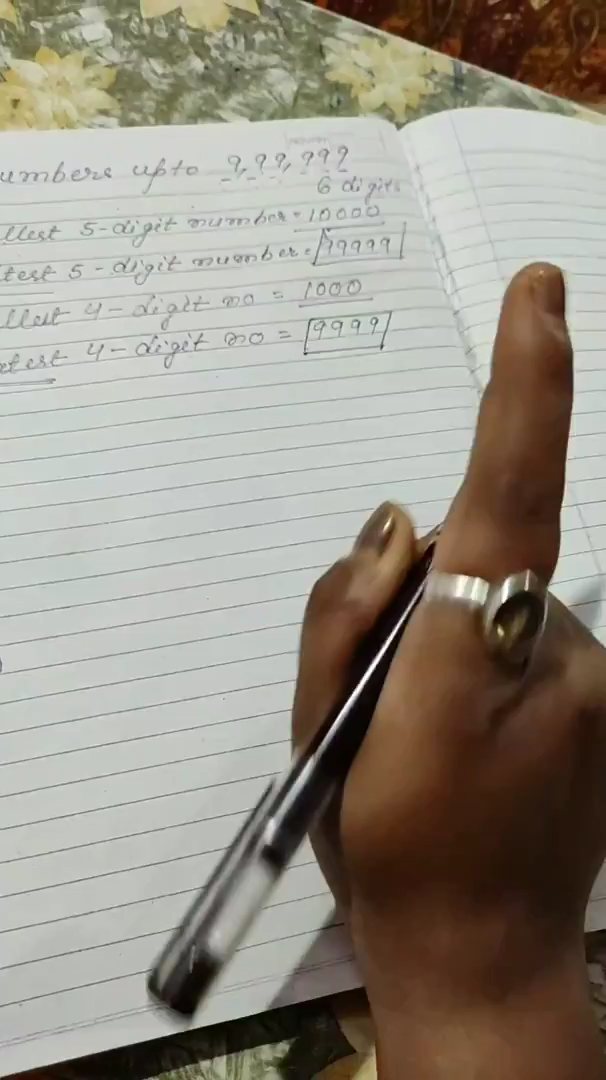 umbers upto 9,99,999
6 digits
llest 5-digit number = 10000
test 5-digit number = 99999
llest 4-digit no = 1000
atest 4-digit no = 9999